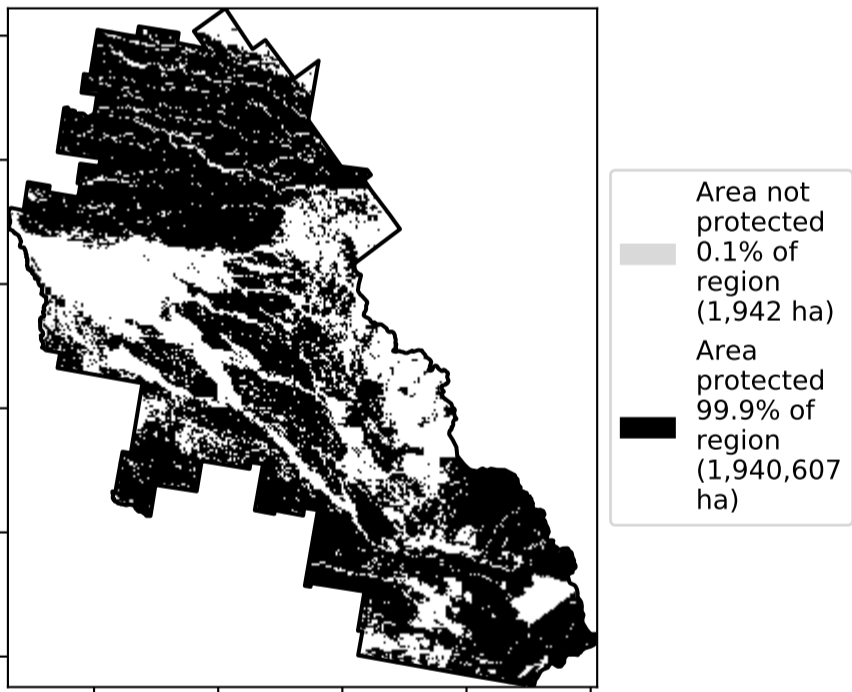 Area not
protected
0.1% of
region
(1,942 ha)
Area
protected
99.9% of
region
(1,940,607
ha)